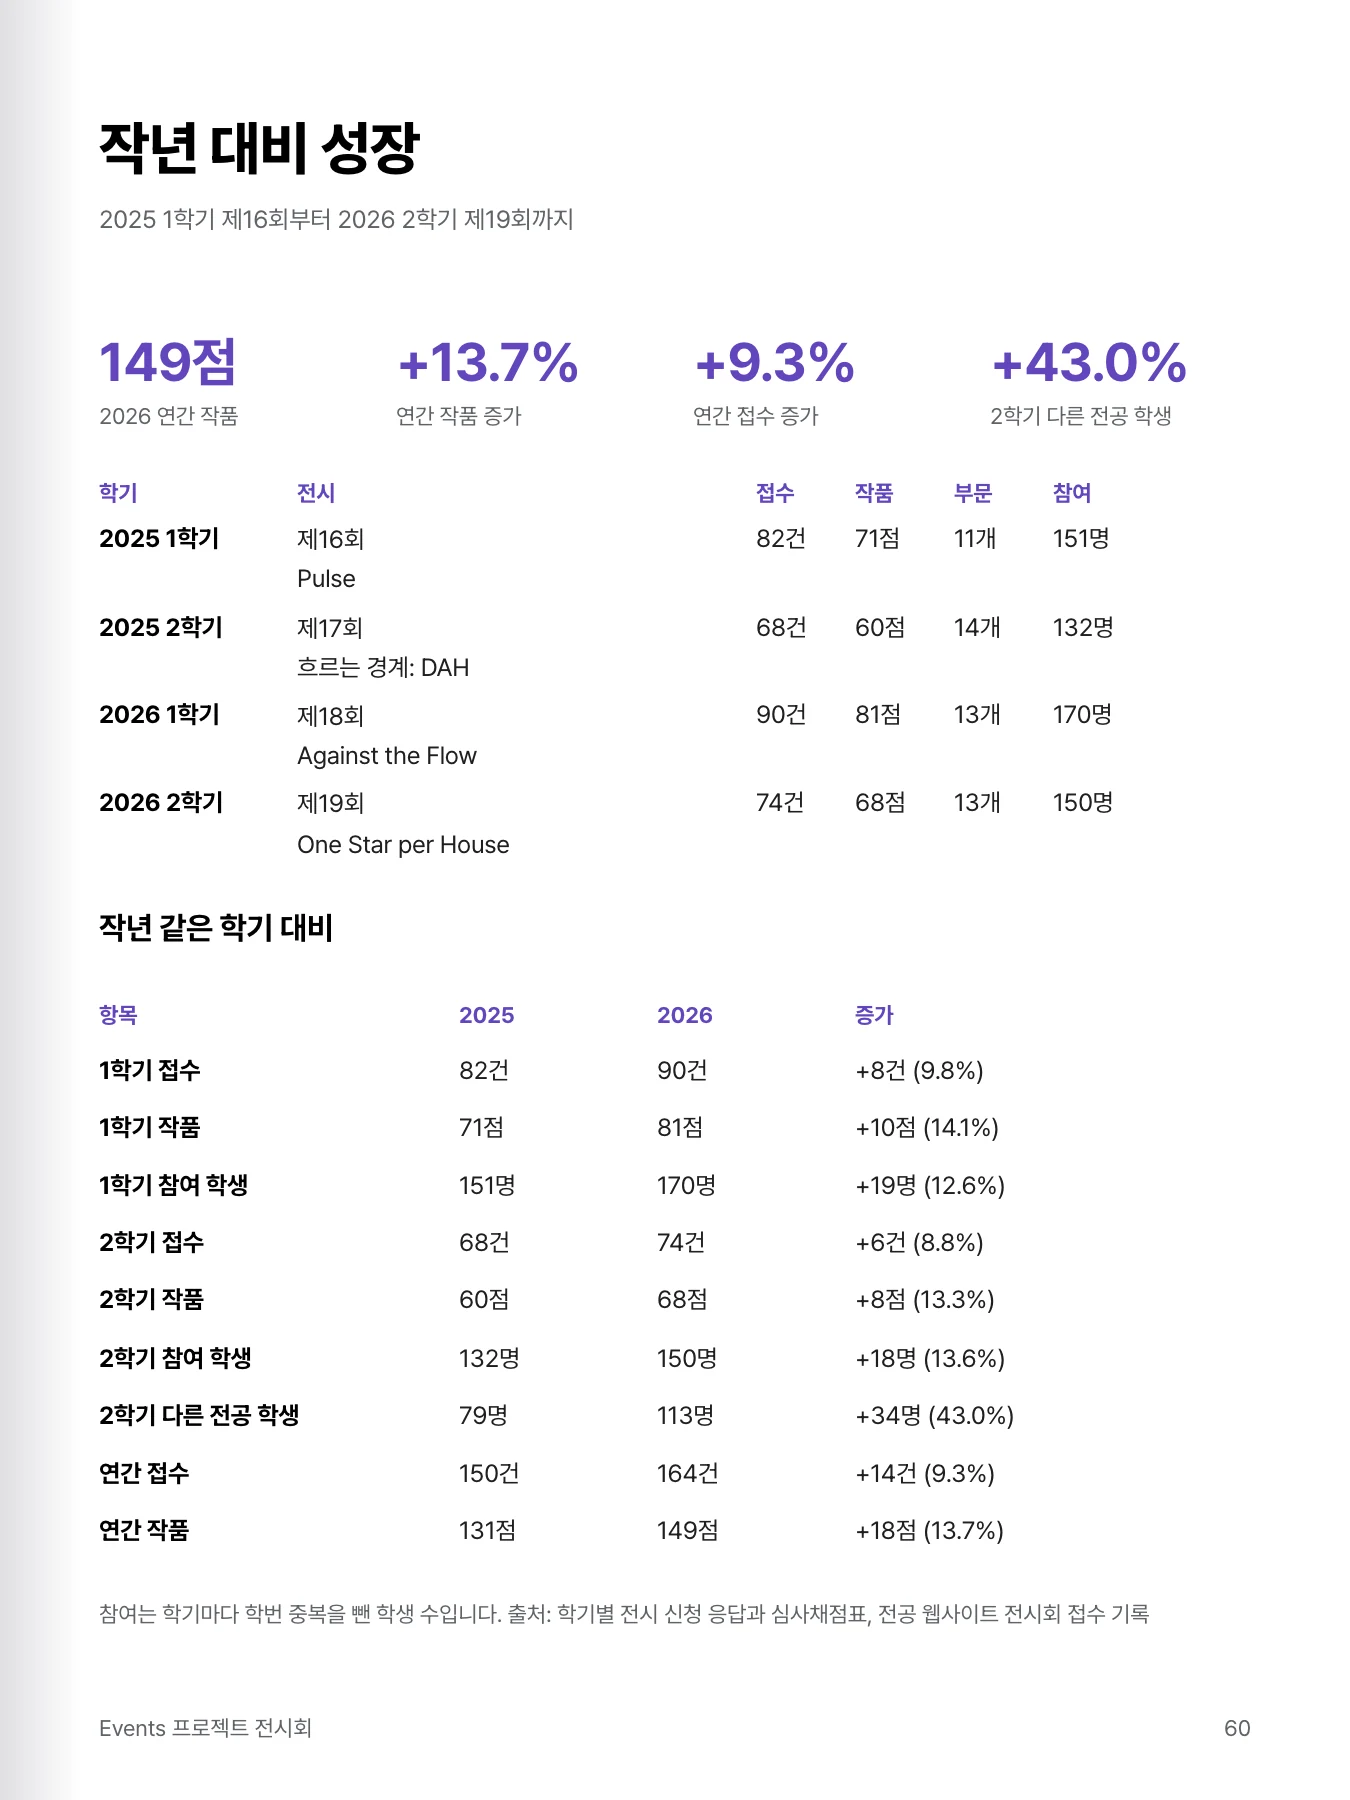 작년 대비 성장
2025 1학기 제16회부터 2026 2학기 제19회까지
149점 +13.7% +9.3% +43.0%
2026 연간 작품 연간 작품 증가 연간 접수 증가 2학기 다른 전공 학생
학기 전시 접수 작품 부문 참여
2025 1학기 제16회 82건 71점 11개 151명
Pulse
2025 2학기 제17회 68건 60점 14개 132명
흐르는 경계: DAH
2026 1학기 제18회 90건 81점 13개 170명
Against the Flow
2026 2학기 제19회 74건 68점 13개 150명
One Star per House
작년 같은 학기 대비
항목 2025 2026 증가
1학기 접수 82건 90건 +8건 (9.8%)
1학기 작품 71점 81점 +10점 (14.1%)
1학기 참여 학생 151명 170명 +19명 (12.6%)
2학기 접수 68건 74건 +6건 (8.8%)
2학기 작품 60점 68점 +8점 (13.3%)
2학기 참여 학생 132명 150명 +18명 (13.6%)
2학기 다른 전공 학생 79명 113명 +34명 (43.0%)
연간 접수 150건 164건 +14건 (9.3%)
연간 작품 131점 149점 +18점 (13.7%)
참여는 학기마다 학번 중복을 뺀 학생 수입니다. 출처: 학기별 전시 신청 응답과 심사채점표, 전공 웹사이트 전시회 접수 기록
Events 프로젝트 전시회 60